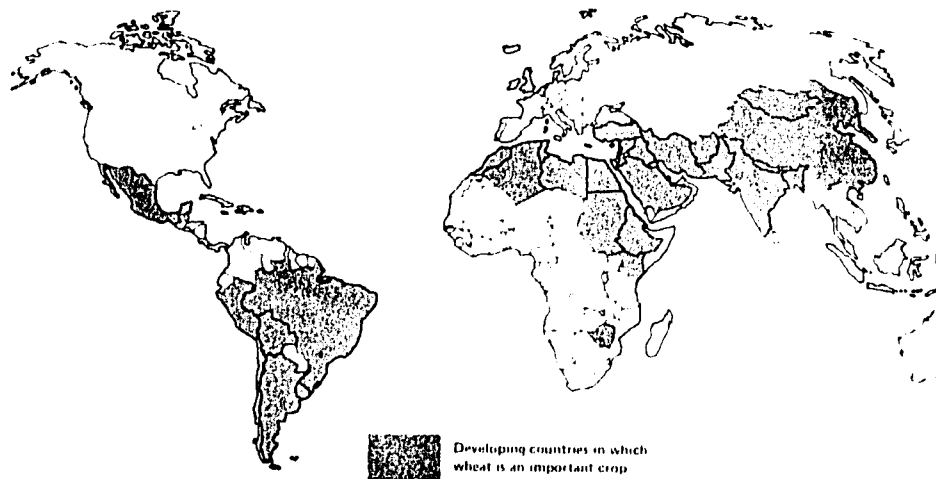 Developing countries in which
wheat is an important crop